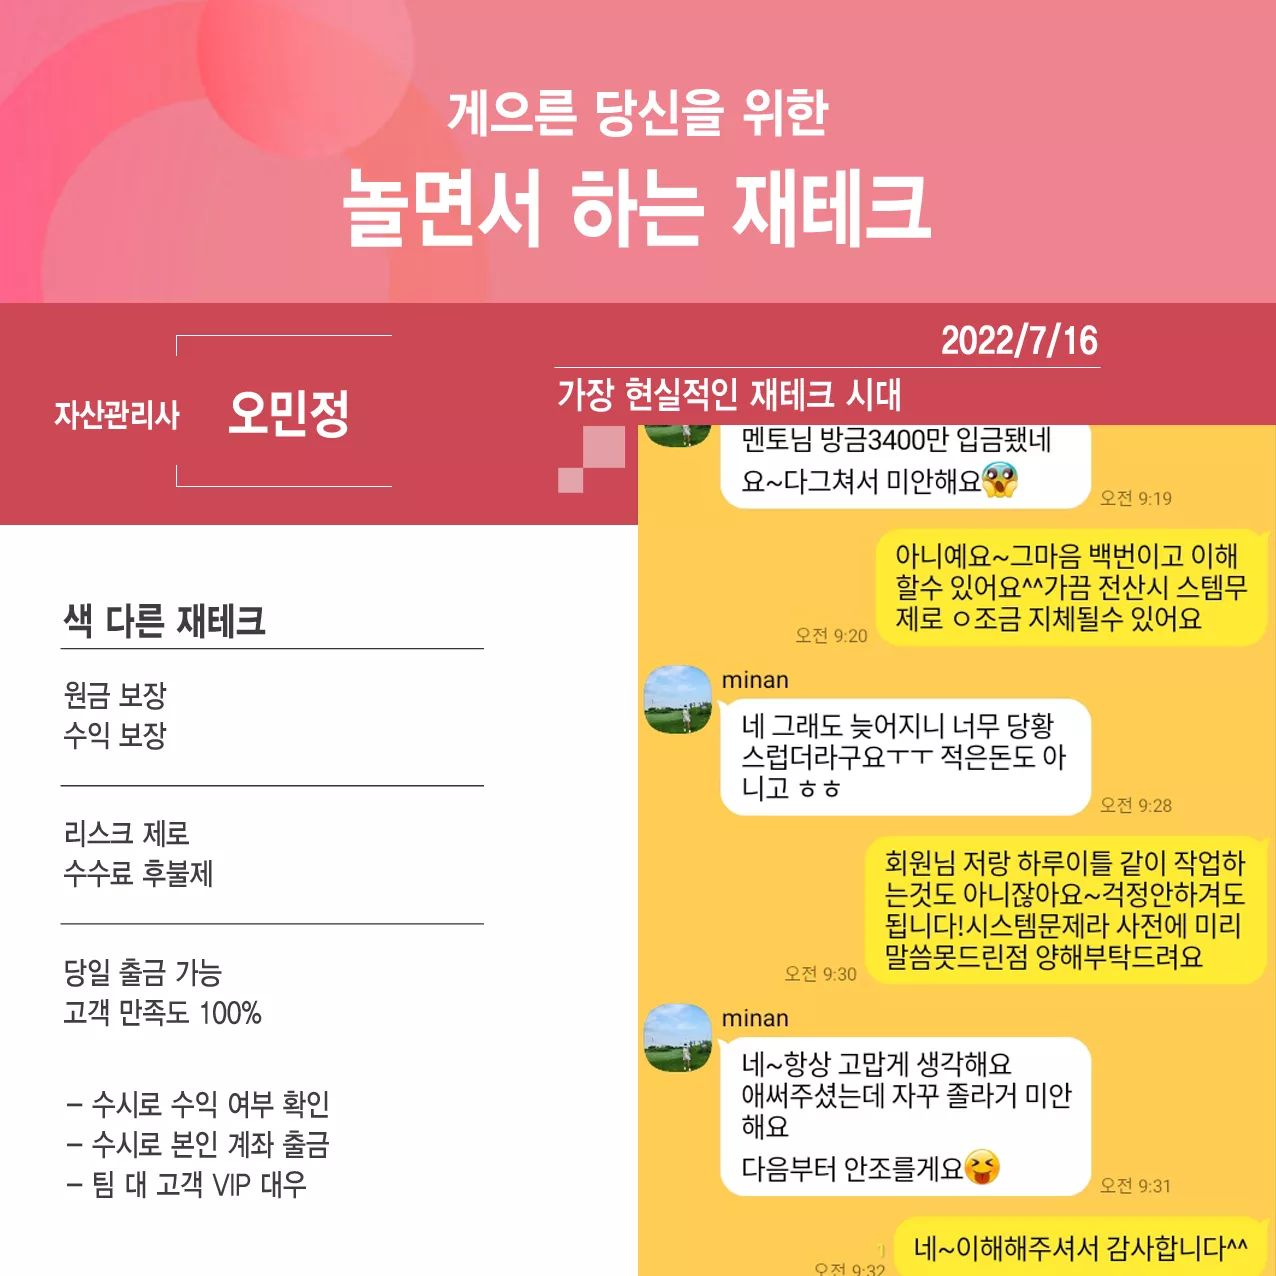 게으른 당신을 위한
놀면서 하는 재테크
자산관리사
오민정
2022/7/16
가장 현실적인 재테크 시대
색 다른 재테크
원금 보장
수익 보장
리스크 제로
수수료 후불제
당일 출금 가능
고객 만족도 100%
- 수시로 수익 여부 확인
- 수시로 본인 계좌 출금
- 팀 대 고객 VIP 대우
멘토님 방금3400만 입금됐네
요~다그쳐서 미안해요😱
오전 9:19
아니예요~그마음 백번이고 이해
할수 있어요^^가끔 전산시 스템무
제로 ㅇ조금 지체될수 있어요
오전 9:20
minan
네 그래도 늦어지니 너무 당황
스럽더라구요ㅜㅜ 적은돈도 아
니고 ㅎㅎ
오전 9:28
회원님 저랑 하루이틀 같이 작업하
는것도 아니잖아요~걱정안하겨도
됩니다!시스템문제라 사전에 미리
말씀못드린점 양해부탁드려요
오전 9:30
minan
네~항상 고맙게 생각해요
애써주셨는데 자꾸 졸라거 미안
해요
다음부터 안조를게요😝
오전 9:31
1
네~이해해주셔서 감사합니다^^
오전 9:32